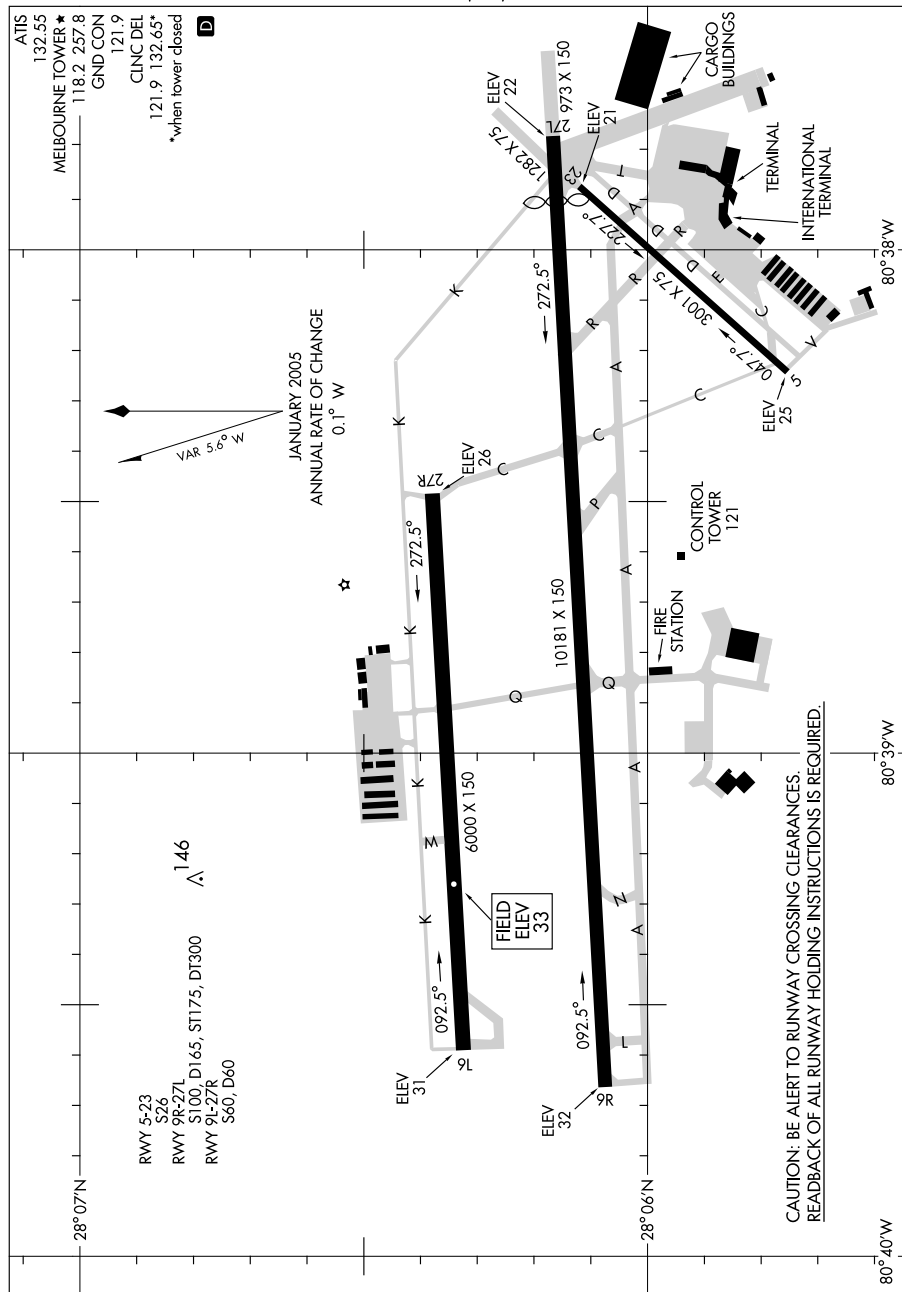 ATIS
132.55
MELBOURNE TOWER ★
118.2 257.8
GND CON
121.9
CLNC DEL
121.9 132.65*
*when tower closed
D
RWY 5-23
S26
RWY 9R-27L
S100, D165, ST175, DT300
RWY 9L-27R
S60, D60
146
VAR 5.6° W
JANUARY 2005
ANNUAL RATE OF CHANGE
0.1° W
28°07'N
28°06'N
80°40'W
80°39'W
80°38'W
ELEV
31
9L
092.5°
FIELD
ELEV
33
6000 X 150
272.5°
27R
ELEV
26
K
K
K
K
K
K
M
Q
Q
C
C
C
C
ELEV
32
9R
092.5°
10181 X 150
272.5°
27L
ELEV
22
973 X 150
1282 X 75
23
ELEV
21
227.7°
3001 X 75
047.7°
5
ELEV
25
L
N
A
A
A
A
A
P
R
R
R
D
D
D
T
E
V
FIRE
STATION
CONTROL
TOWER
121
INTERNATIONAL
TERMINAL
TERMINAL
CARGO
BUILDINGS
CAUTION: BE ALERT TO RUNWAY CROSSING CLEARANCES.
READBACK OF ALL RUNWAY HOLDING INSTRUCTIONS IS REQUIRED.